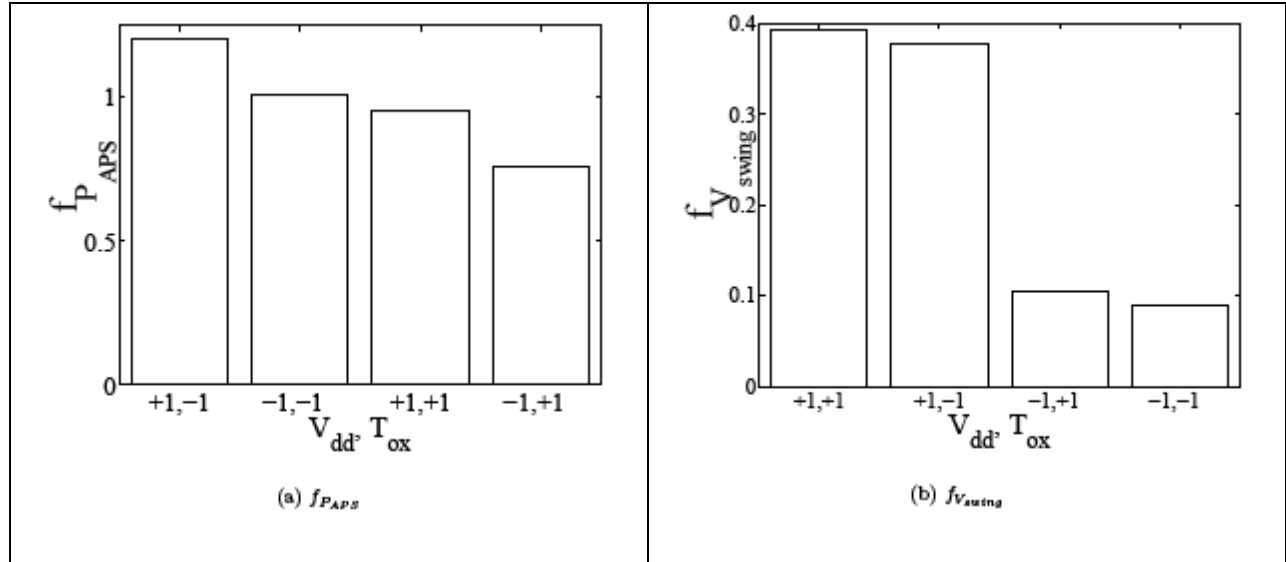 1
0.5
0
f_P_APS
+1,−1 −1,−1 +1,+1 −1,+1
V_dd, T_ox
(a) f_P_APS
0.4
0.3
0.2
0.1
0
f_V_swing
+1,+1 +1,−1 −1,+1 −1,−1
V_dd, T_ox
(b) f_V_swing